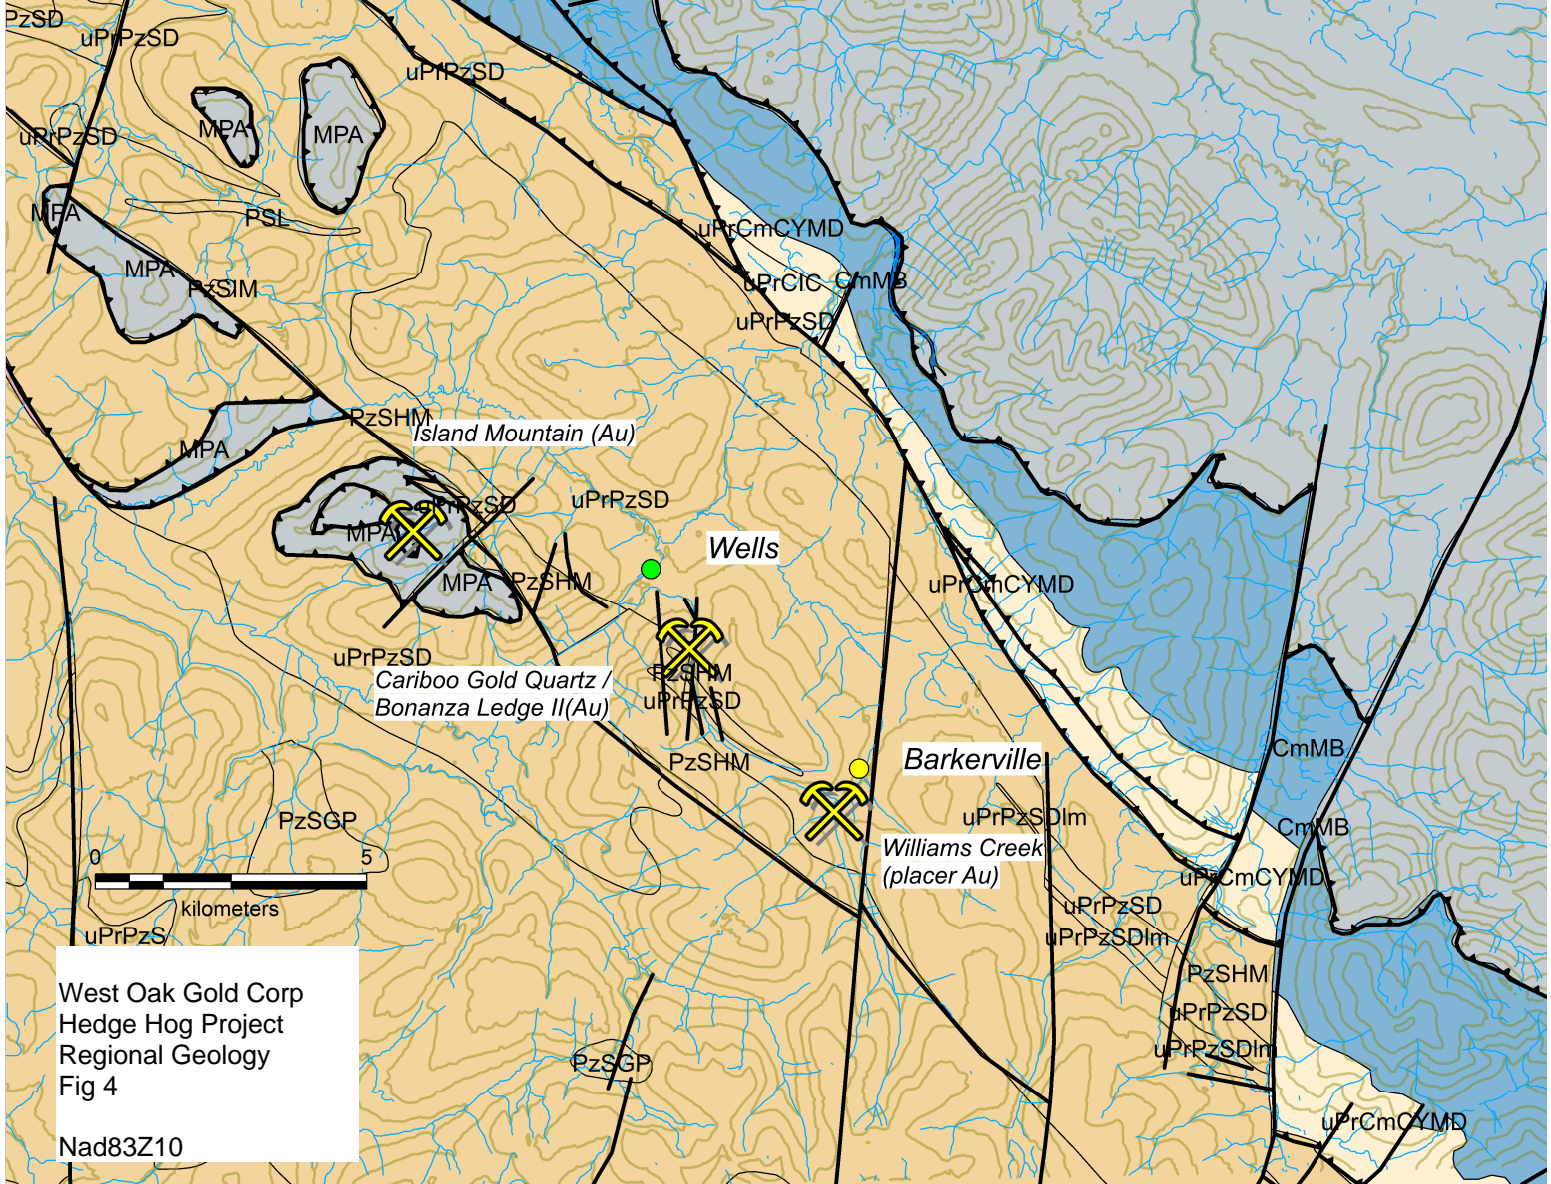 PzSD
uPrPzSD
uPrPzSD
MPA
MPA
uPrPzSD
MPA
PSL
uPrCmCYMD
MPA
PzSIM
uPrCIC
CmMB
uPrPzSD
PzSHM
Island Mountain (Au)
MPA
uPrPzSD
uPrPzSD
MPA
Wells
MPA
PzSHM
uPrCmCYMD
uPrPzSD
Cariboo Gold Quartz /
Bonanza Ledge II(Au)
PzSHM
uPrPzSD
PzSHM
Barkerville
CmMB
PzSGP
uPrPzSDlm
CmMB
Williams Creek
(placer Au)
0 5
kilometers
uPrCmCYMD
uPrPzSD
uPrPzS
uPrPzSDlm
PzSHM
uPrPzSD
uPrPzSDlm
PzSGP
uPrCmCYMD
West Oak Gold Corp
Hedge Hog Project
Regional Geology
Fig 4
Nad83Z10